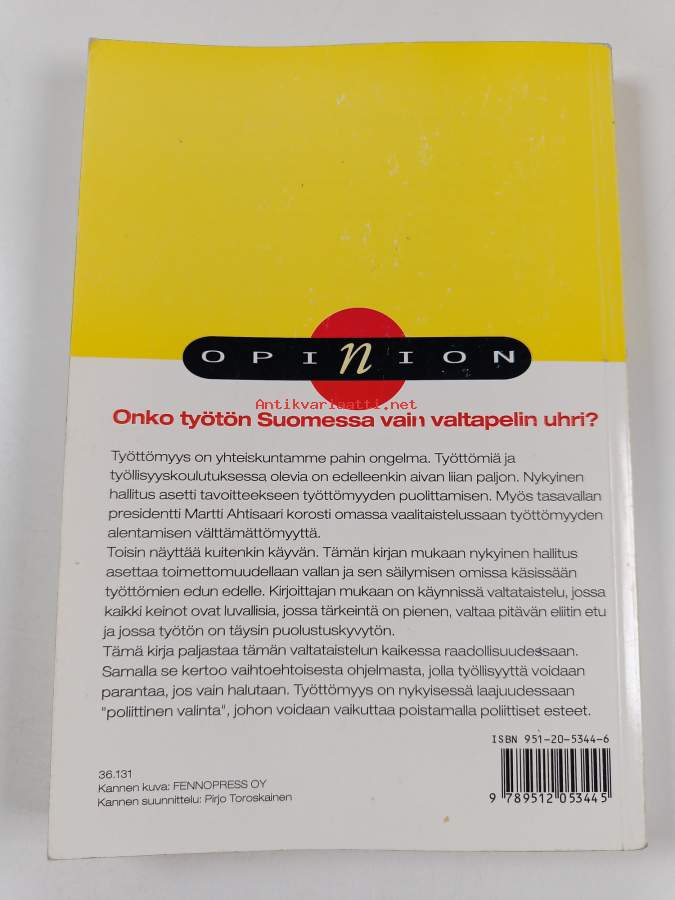 OPINION
Antikvariaatti.net
Onko työtön Suomessa vain valtapelin uhri?
Työttömyys on yhteiskuntamme pahin ongelma. Työttömiä ja
työllisyyskoulutuksessa olevia on edelleenkin aivan liian paljon. Nykyinen
hallitus asetti tavoitteekseen työttömyyden puolittamisen. Myös tasavallan
presidentti Martti Ahtisaari korosti omassa vaalitaistelussaan työttömyyden
alentamisen välttämättömyyttä.
Toisin näyttää kuitenkin käyvän. Tämän kirjan mukaan nykyinen hallitus
asettaa toimettomuudellaan vallan ja sen säilymisen omissa käsissään
työttömien edun edelle. Kirjoittajan mukaan on käynnissä valtataistelu, jossa
kaikki keinot ovat luvallisia, jossa tärkeintä on pienen, valtaa pitävän eliitin etu
ja jossa työtön on täysin puolustuskyvytön.
Tämä kirja paljastaa tämän valtataistelun kaikessa raadollisuudessaan.
Samalla se kertoo vaihtoehtoisesta ohjelmasta, jolla työllisyyttä voidaan
parantaa, jos vain halutaan. Työttömyys on nykyisessä laajuudessaan
"poliittinen valinta", johon voidaan vaikuttaa poistamalla poliittiset esteet.
ISBN 951-20-5344-6
36.131
Kannen kuva: FENNOPRESS OY
Kannen suunnittelu: Pirjo Toroskainen
9 789512 053445